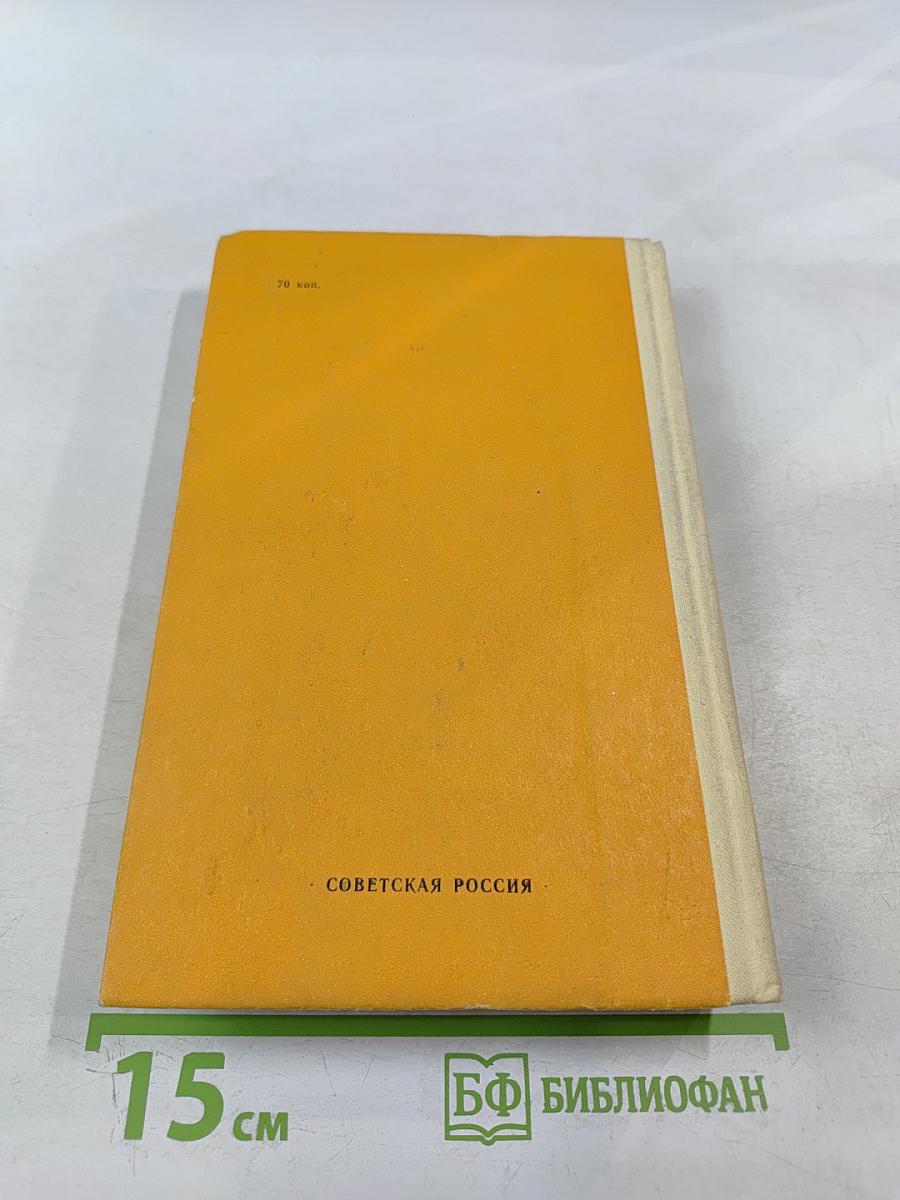 70 коп.
· СОВЕТСКАЯ РОССИЯ ·
15 см
БФ БИБЛИОФАН